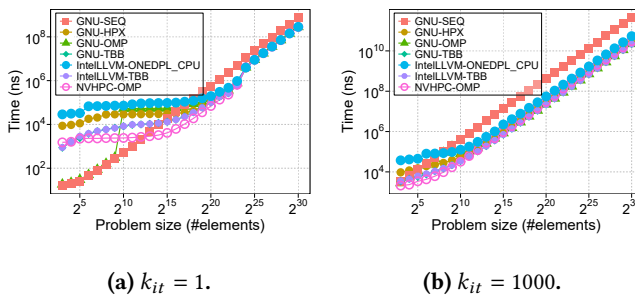 GNU-SEQ
GNU-HPX
GNU-OMP
GNU-TBB
IntelLLVM-ONEDPL_CPU
IntelLLVM-TBB
NVHPC-OMP
Time (ns)
10^8
10^6
10^4
10^2
2^5 2^10 2^15 2^20 2^25 2^30
Problem size (#elements)
(a) k_it = 1.
GNU-SEQ
GNU-HPX
GNU-OMP
GNU-TBB
IntelLLVM-ONEDPL_CPU
IntelLLVM-TBB
NVHPC-OMP
Time (ns)
10^10
10^8
10^6
10^4
2^5 2^10 2^15 2^20 2^25 2^30
Problem size (#elements)
(b) k_it = 1000.